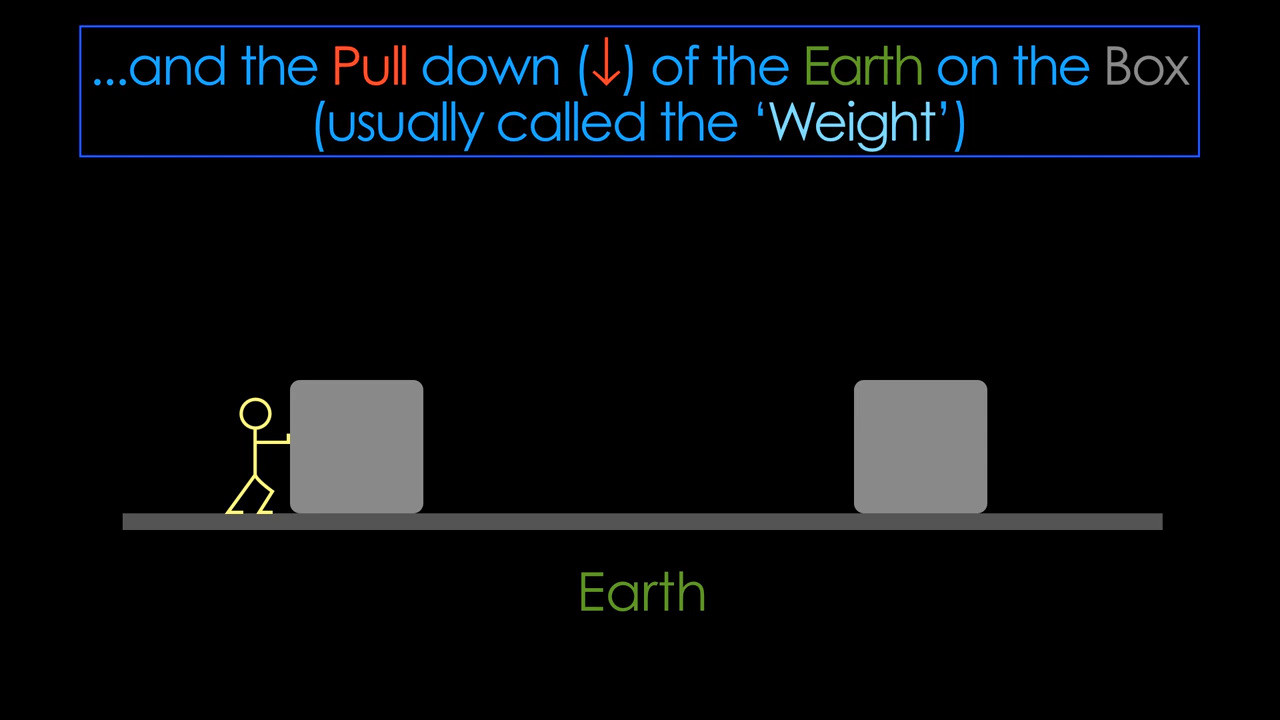 ...and the Pull down (↓) of the Earth on the Box
(usually called the ‘Weight’)
Earth